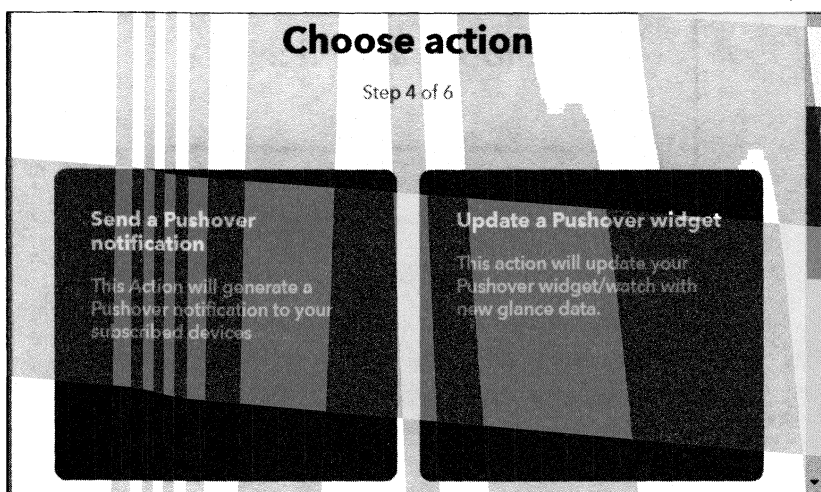 Choose action
Step 4 of 6
Send a Pushover
notification
This Action will generate a
Pushover notification to your
subscribed devices
Update a Pushover widget
This action will update your
Pushover widget/watch with
new glance data.